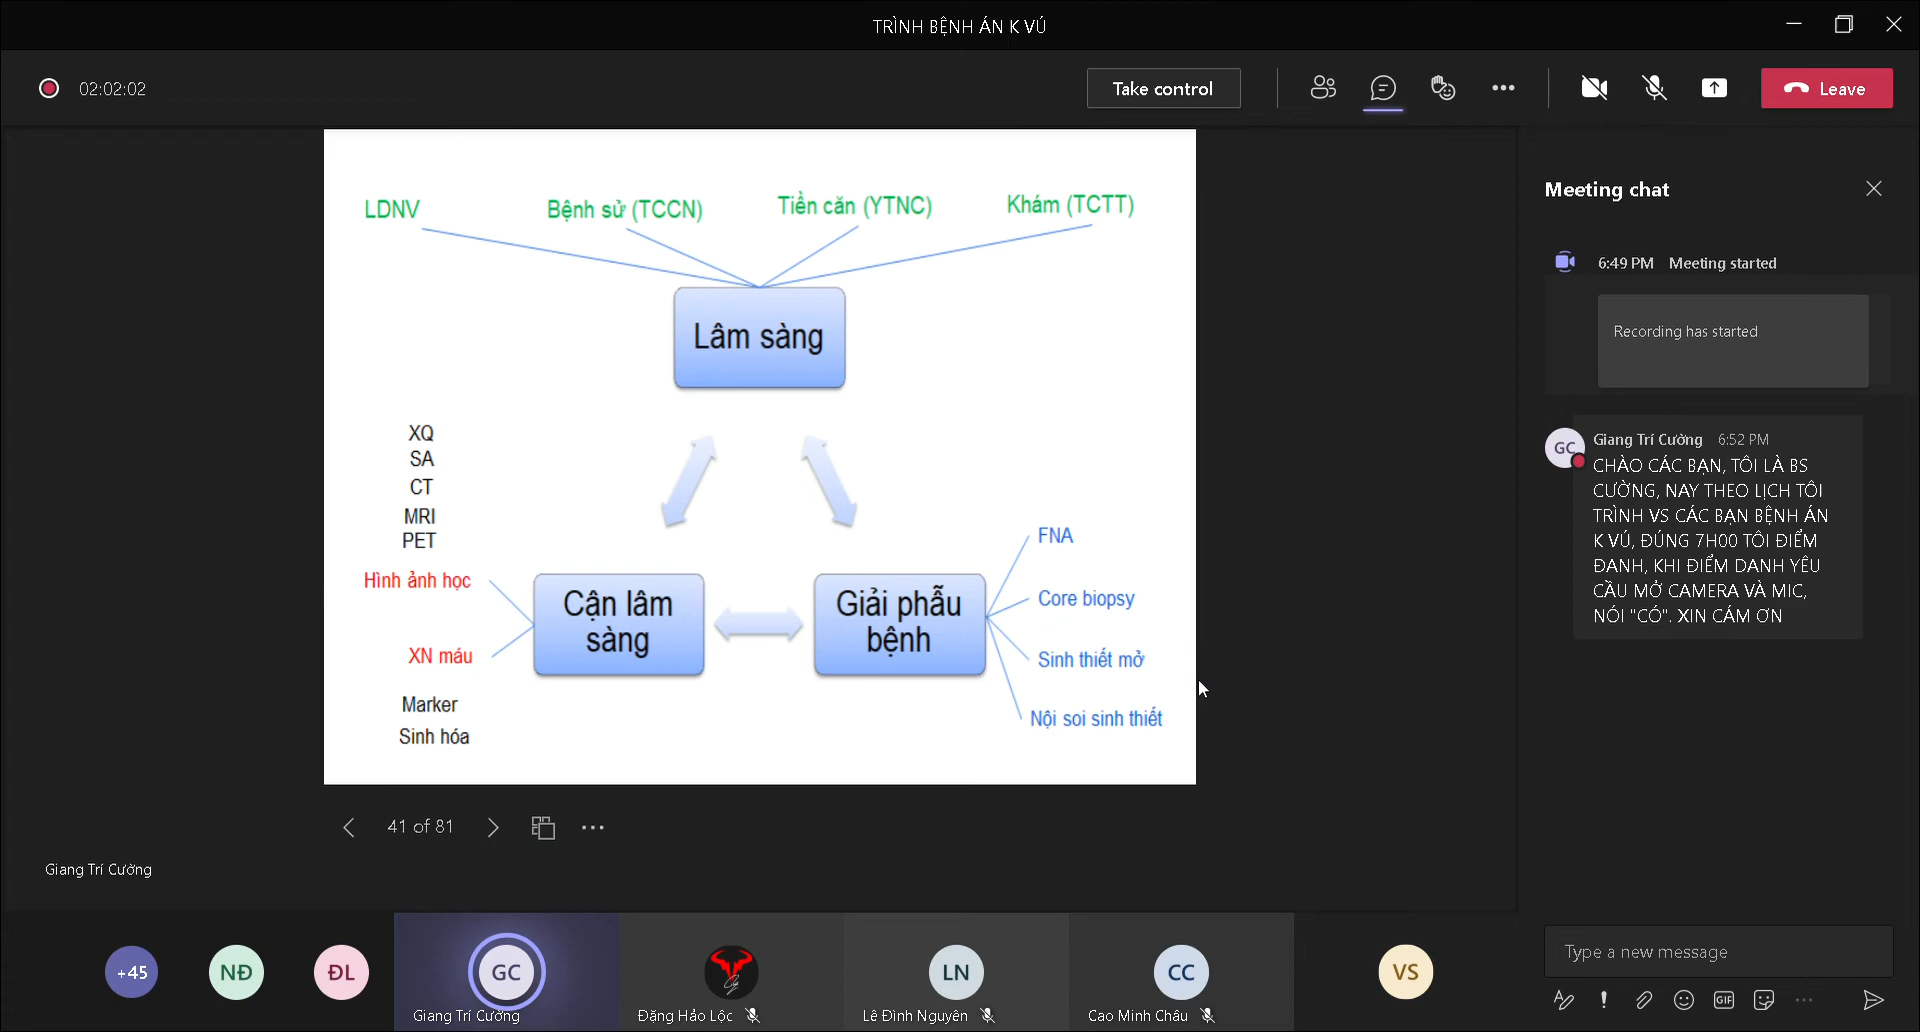 TRÌNH BỆNH ÁN K VÚ
02:02:02
Take control
Leave
LDNV
Bệnh sử (TCCN)
Tiền căn (YTNC)
Khám (TCTT)
Lâm sàng
XQ
SA
CT
MRI
PET
Hình ảnh học
XN máu
Marker
Sinh hóa
Cận lâm
sàng
Giải phẫu
bệnh
FNA
Core biopsy
Sinh thiết mở
Nội soi sinh thiết
41 of 81
Giang Trí Cường
Meeting chat
6:49 PM Meeting started
Recording has started
GC
Giang Trí Cường 6:52 PM
CHÀO CÁC BẠN, TÔI LÀ BS
CƯỜNG, NAY THEO LỊCH TÔI
TRÌNH VS CÁC BẠN BỆNH ÁN
K VÚ, ĐÚNG 7H00 TÔI ĐIỂM
ĐANH, KHI ĐIỂM DANH YÊU
CẦU MỞ CAMERA VÀ MIC,
NÓI "CÓ". XIN CÁM ƠN
Type a new message
GIF
+45
NĐ
ĐL
GC
Giang Trí Cường
Đặng Hảo Lộc
LN
Lê Đình Nguyên
CC
Cao Minh Châu
VS